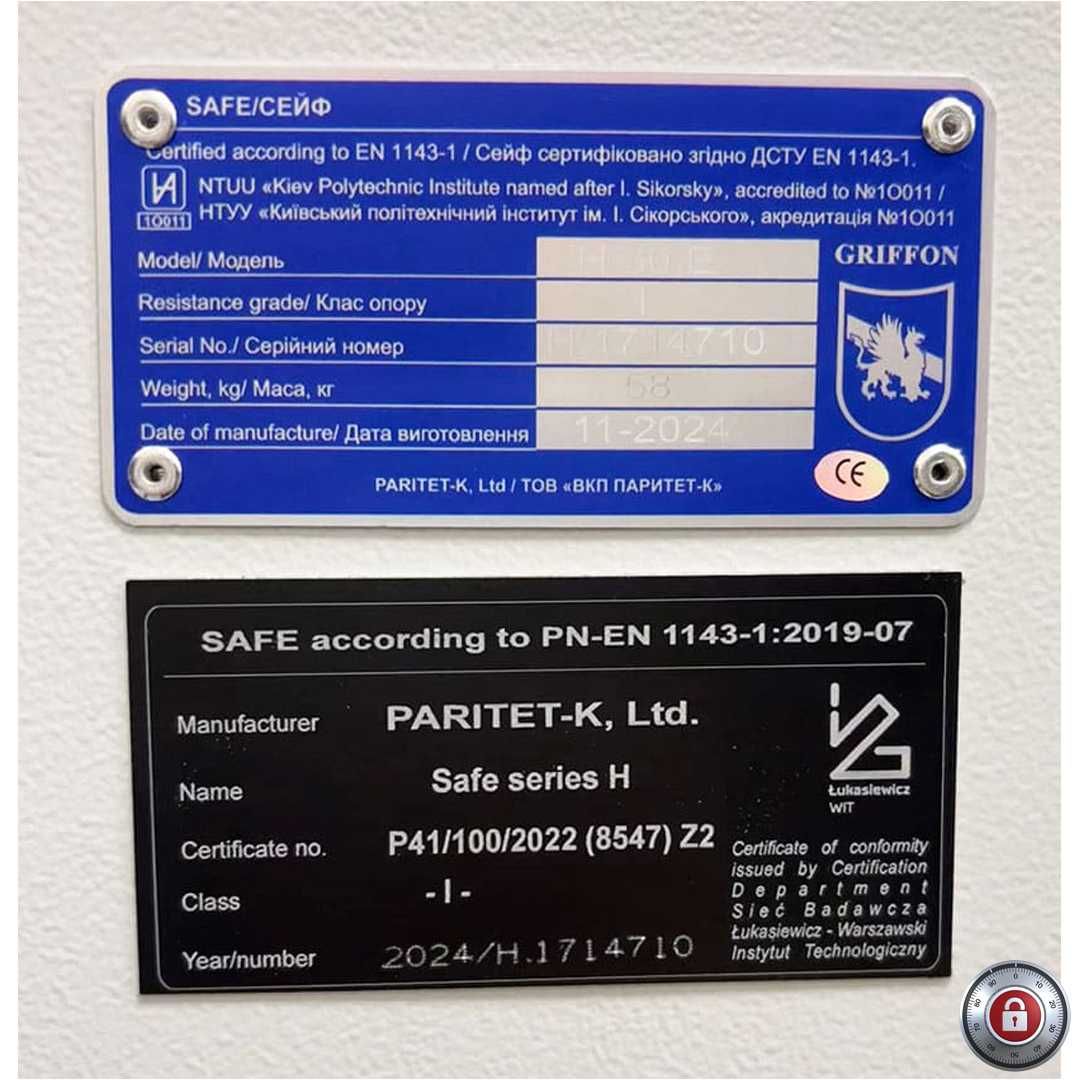 SAFE/СЕЙФ
Certified according to EN 1143-1 / Сейф сертифіковано згідно ДСТУ EN 1143-1.
NTUU «Kiev Polytechnic Institute named after I. Sikorsky», accredited to №1O011 /
1O011 НТУУ «Київський політехнічний інститут ім. І. Сікорського», акредитація №1O011
Model/ Модель
GRIFFON
Resistance grade/ Клас опору I
Serial No./ Серійний номер H.1714710
Weight, kg/ Маса, кг 58
Date of manufacture/ Дата виготовлення 11-2024
PARITET-K, Ltd / ТОВ «ВКП ПАРИТЕТ-К»
CE
SAFE according to PN-EN 1143-1:2019-07
Manufacturer PARITET-K, Ltd.
Name Safe series H
Łukasiewicz
WIT
Certificate no. P41/100/2022 (8547) Z2
Class - I -
Year/number 2024/H.1714710
Certificate of conformity
issued by Certification
Department
Sieć Badawcza
Łukasiewicz - Warszawski
Instytut Technologiczny